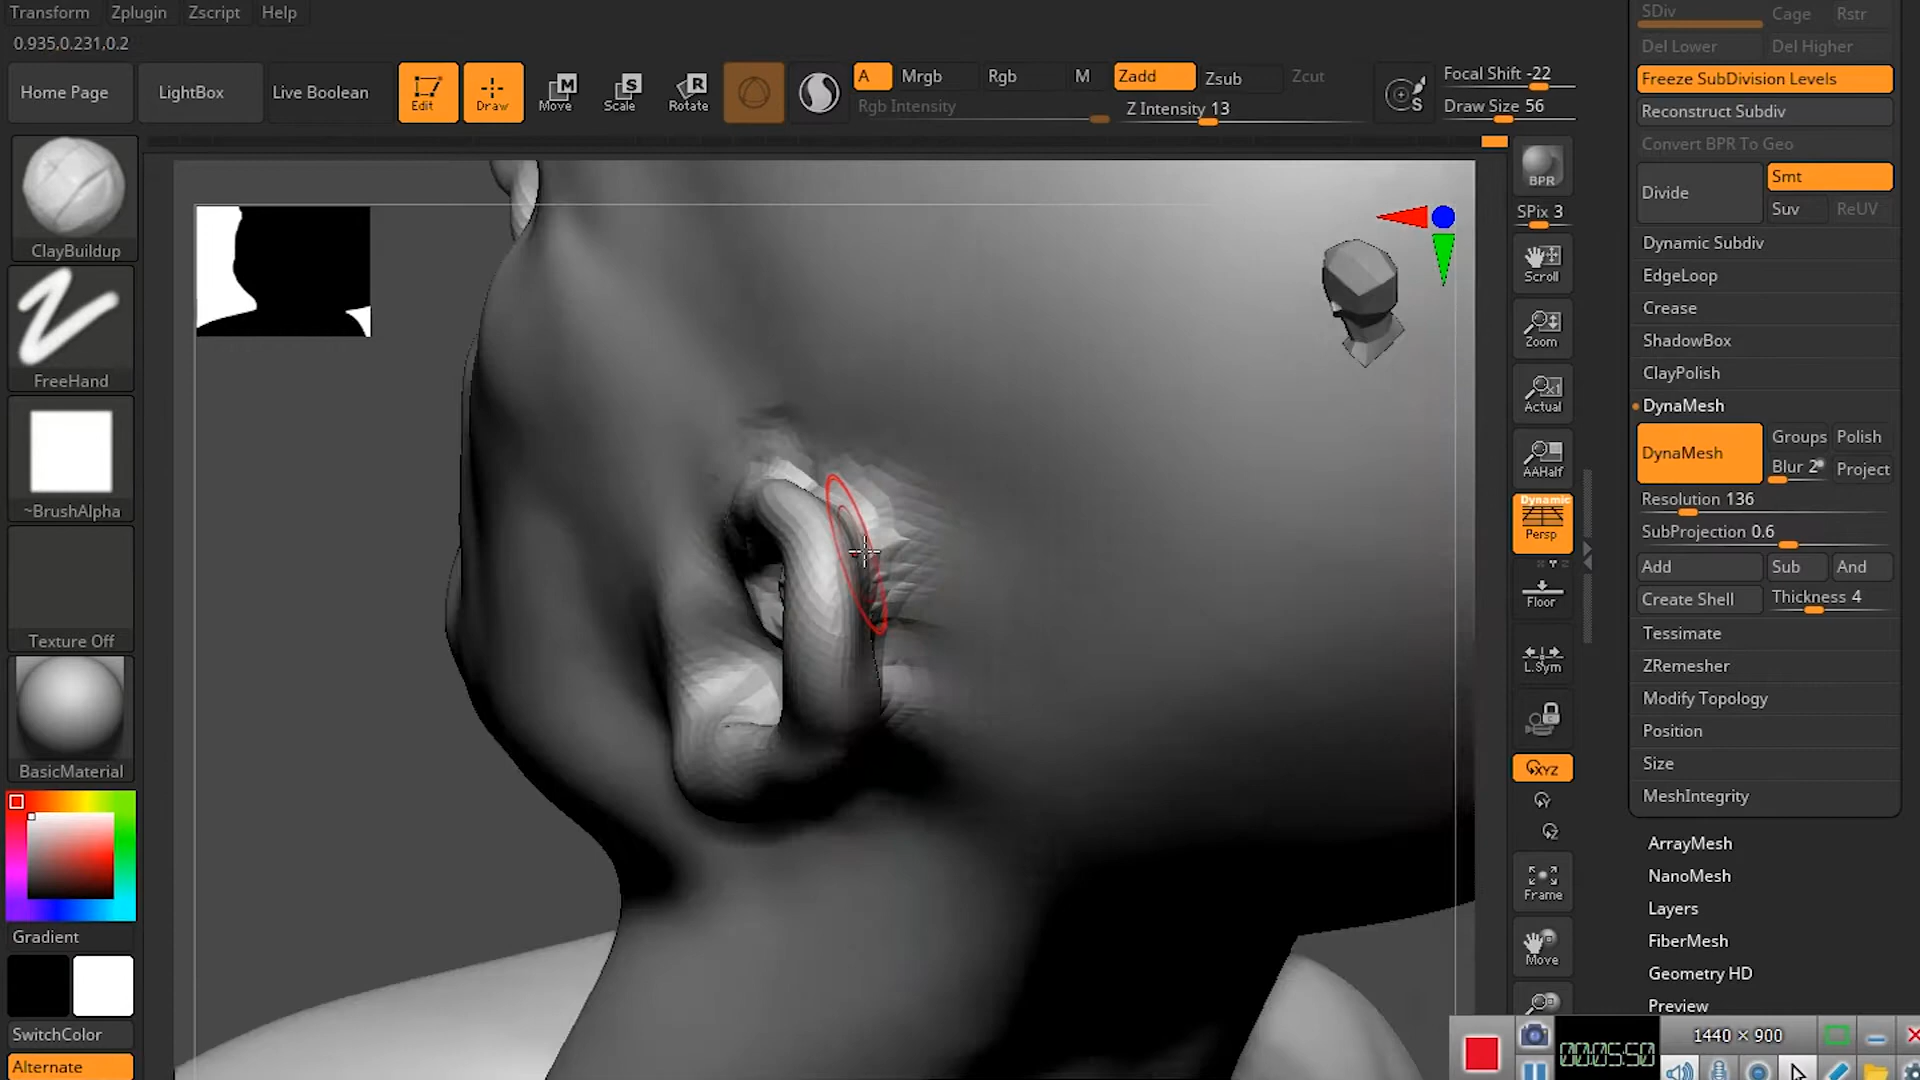 Transform Zplugin Zscript Help
0.935,0.231,0.2
Home Page LightBox Live Boolean Edit Draw Move Scale Rotate
A Mrgb Rgb M Zadd Zsub Zcut
Rgb Intensity Z Intensity 13
Focal Shift -22
Draw Size 56
ClayBuildup
FreeHand
~BrushAlpha
Texture Off
BasicMaterial
Gradient
SwitchColor
Alternate
BPR
SPix 3
Scroll
Zoom
Actual
AAHalf
Dynamic
Persp
Floor
L.Sym
XYZ
Frame
Move
SDiv Cage Rstr
Del Lower Del Higher
Freeze SubDivision Levels
Reconstruct Subdiv
Convert BPR To Geo
Divide Smt
Suv ReUV
Dynamic Subdiv
EdgeLoop
Crease
ShadowBox
ClayPolish
DynaMesh
DynaMesh Groups Polish
Blur 2 Project
Resolution 136
SubProjection 0.6
Add Sub And
Create Shell Thickness 4
Tessimate
ZRemesher
Modify Topology
Position
Size
MeshIntegrity
ArrayMesh
NanoMesh
Layers
FiberMesh
Geometry HD
Preview
1440 × 900
00:05:50